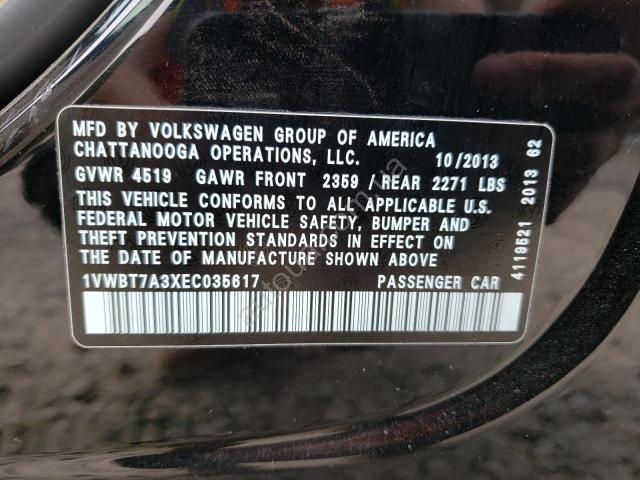 MFD BY VOLKSWAGEN GROUP OF AMERICA
CHATTANOOGA OPERATIONS, LLC. 10/2013
GVWR 4519 GAWR FRONT 2359 / REAR 2271 LBS
THIS VEHICLE CONFORMS TO ALL APPLICABLE U.S.
FEDERAL MOTOR VEHICLE SAFETY, BUMPER AND
THEFT PREVENTION STANDARDS IN EFFECT ON
THE DATE OF MANUFACTURE SHOWN ABOVE
1VWBT7A3XEC035617 PASSENGER CAR
4119521 2013 62